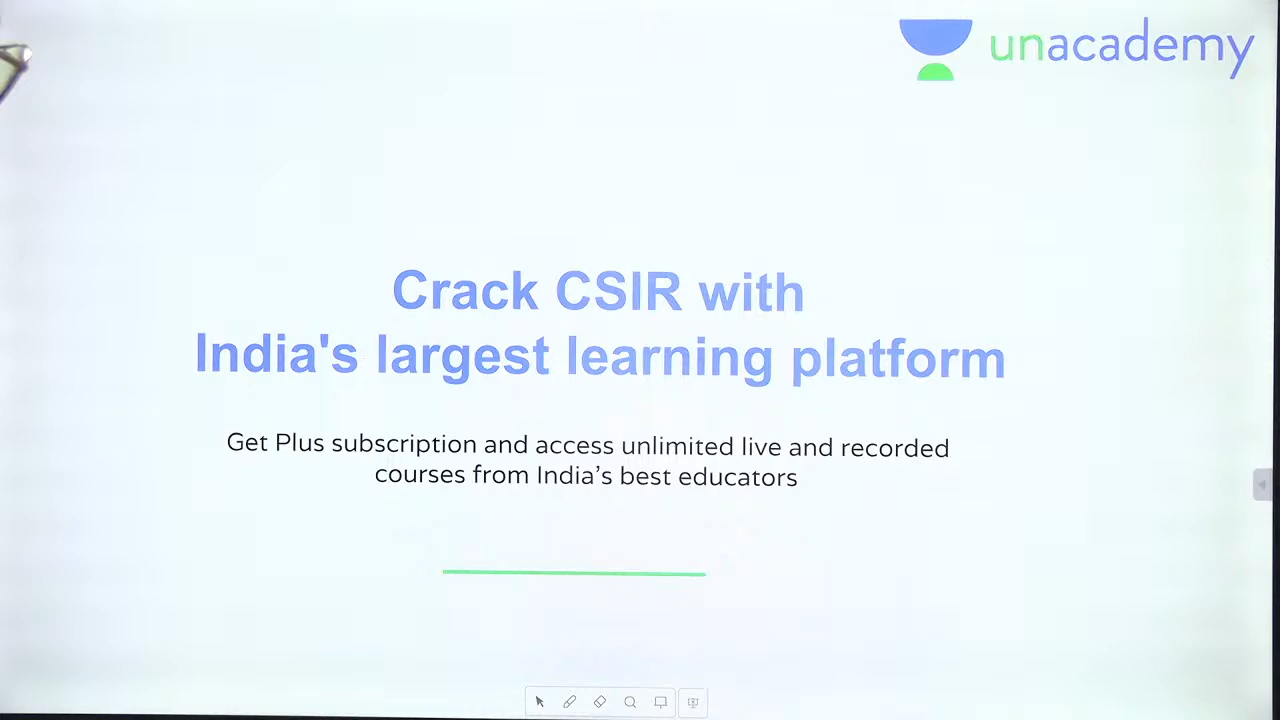 unacademy
Crack CSIR with
India's largest learning platform
Get Plus subscription and access unlimited live and recorded
courses from India’s best educators